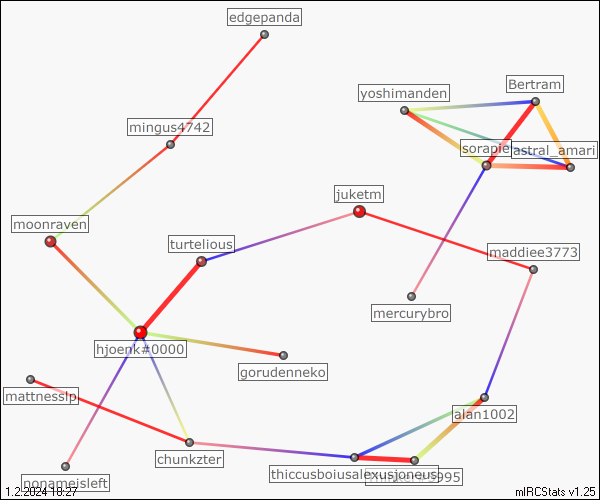 edgepanda
yoshimanden
Bertram
mingus4742
sorapie
astral_amari
juketm
moonraven
turtelious
maddiee3773
mercurybro
hjoenk#0000
gorudenneko
mattnesslp
alan1002
chunkzter
thiccusboiusalexusjoneus
995
nonameisleft
1.2.2024 18:27
mIRCStats v1.25